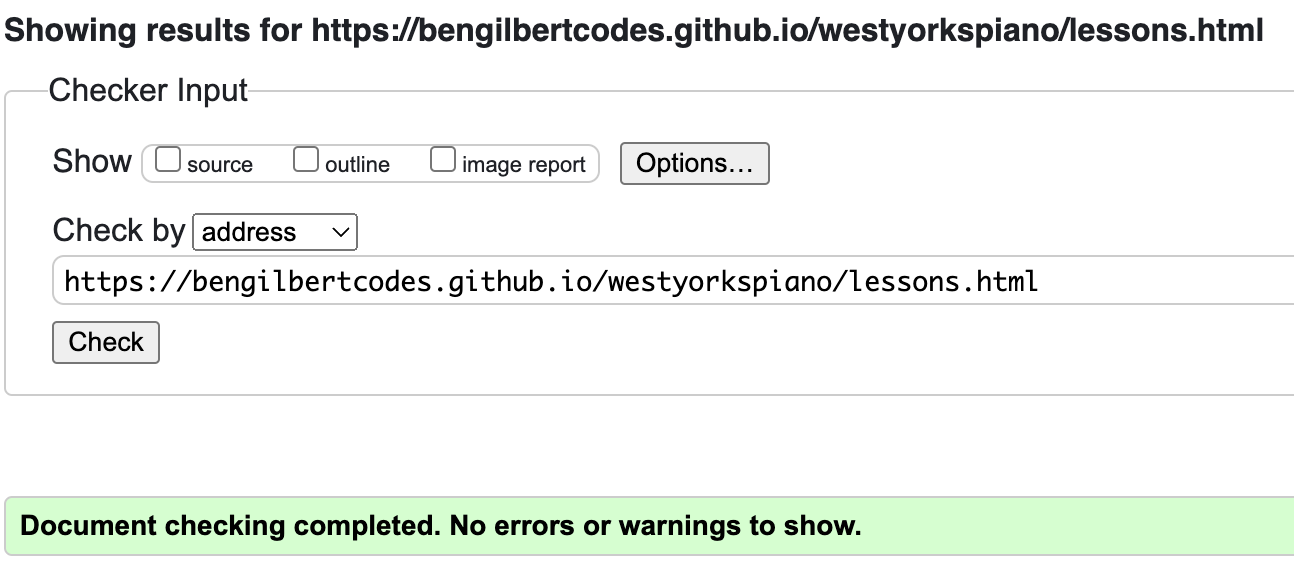 Showing results for https://bengilbertcodes.github.io/westyorkspiano/lessons.html
Checker Input
Show source outline image report Options…
Check by address
https://bengilbertcodes.github.io/westyorkspiano/lessons.html
Check
Document checking completed. No errors or warnings to show.